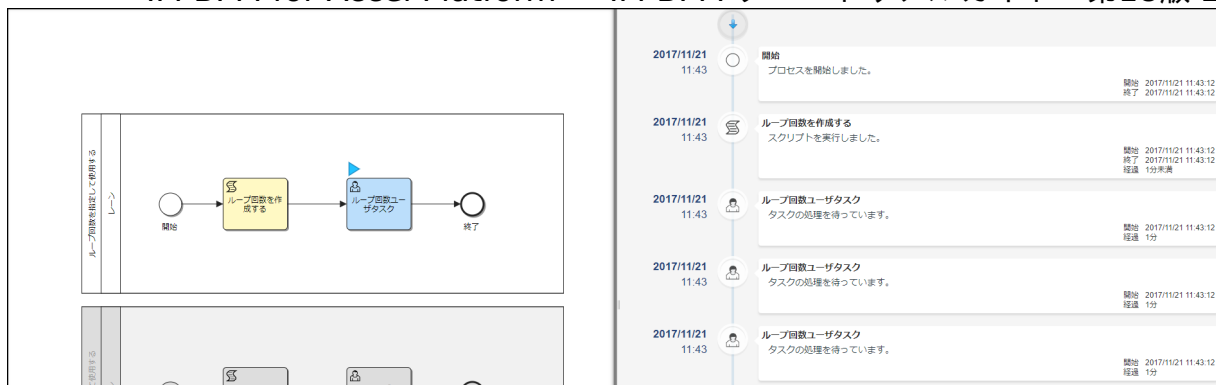 ループ回数を指定して使用する
レーン
開始
ループ回数を作
成する
ループ回数ユー
ザタスク
終了
て使用する
2017/11/21
11:43
開始
プロセスを開始しました。
開始 2017/11/21 11:43:12
終了 2017/11/21 11:43:12
2017/11/21
11:43
ループ回数を作成する
スクリプトを実行しました。
開始 2017/11/21 11:43:12
終了 2017/11/21 11:43:12
経過 1分未満
2017/11/21
11:43
ループ回数ユーザタスク
タスクの処理を待っています。
開始 2017/11/21 11:43:12
経過 1分
2017/11/21
11:43
ループ回数ユーザタスク
タスクの処理を待っています。
開始 2017/11/21 11:43:12
経過 1分
2017/11/21
11:43
ループ回数ユーザタスク
タスクの処理を待っています。
開始 2017/11/21 11:43:12
経過 1分